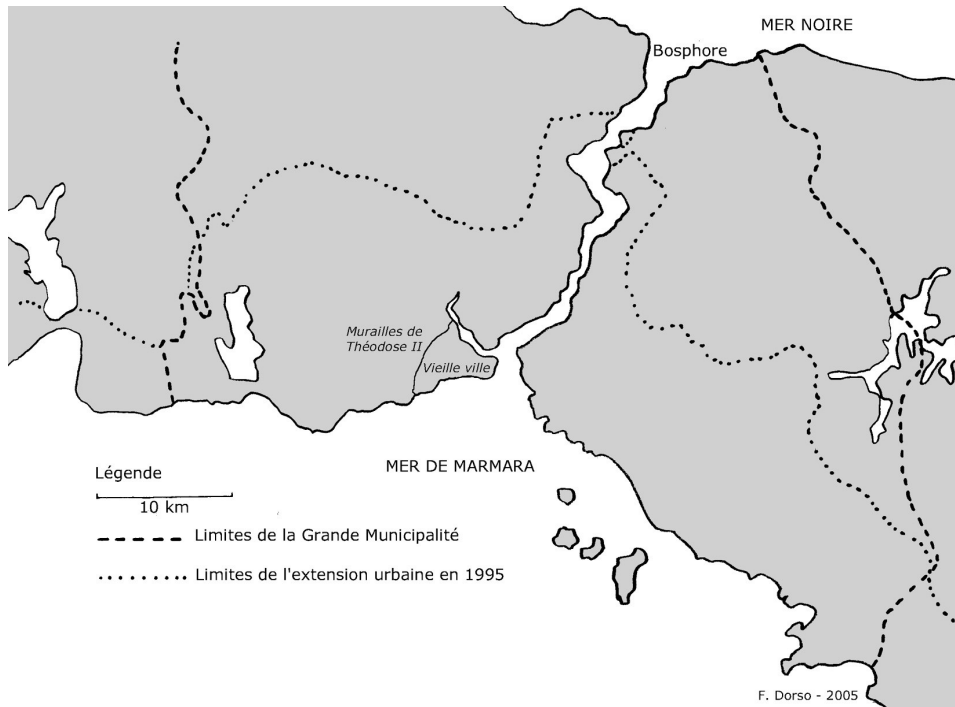 MER NOIRE
Bosphore
Murailles de
Théodose II
Vieille ville
MER DE MARMARA
Légende
10 km
Limites de la Grande Municipalité
Limites de l'extension urbaine en 1995
F. Dorso - 2005